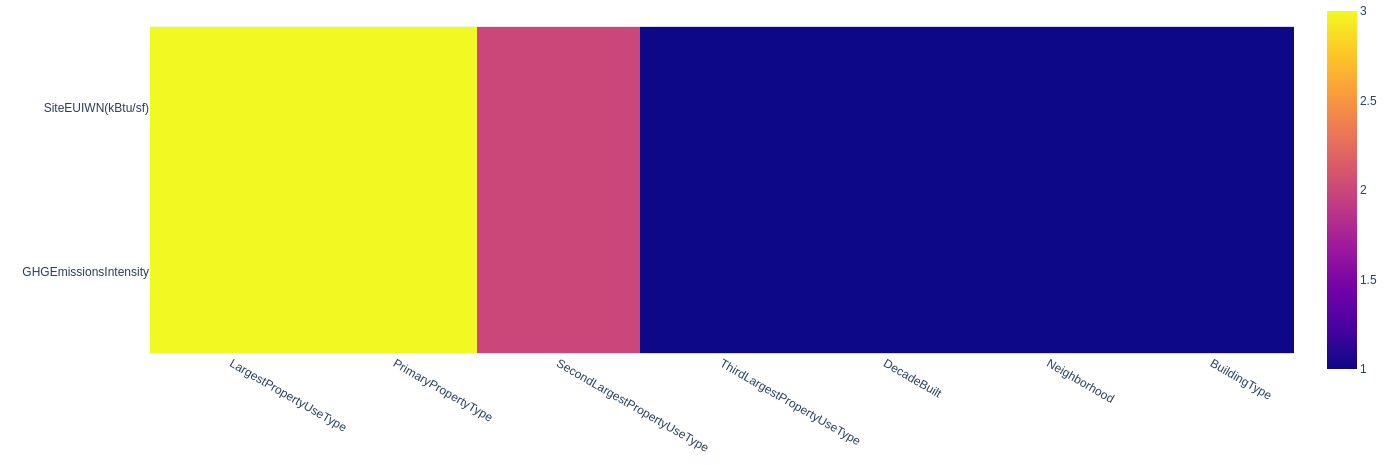 SiteEUIWN(kBtu/sf)
GHGEmissionsIntensity
LargestPropertyUseType
PrimaryPropertyType
SecondLargestPropertyUseType
ThirdLargestPropertyUseType
DecadeBuilt
Neighborhood
BuildingType
3
2.5
2
1.5
1